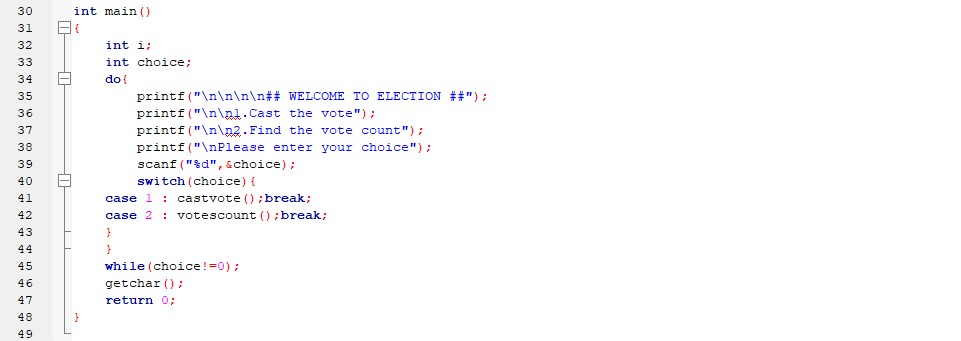 30 int main()
31 {
32 int i;
33 int choice;
34 do{
35 printf("\n\n\n\n## WELCOME TO ELECTION ##");
36 printf("\n\n1.Cast the vote");
37 printf("\n\n2.Find the vote count");
38 printf("\nPlease enter your choice");
39 scanf("%d",&choice);
40 switch(choice){
41 case 1 : castvote();break;
42 case 2 : votescount();break;
43 }
44 }
45 while(choice!=0);
46 getchar();
47 return 0;
48 }
49